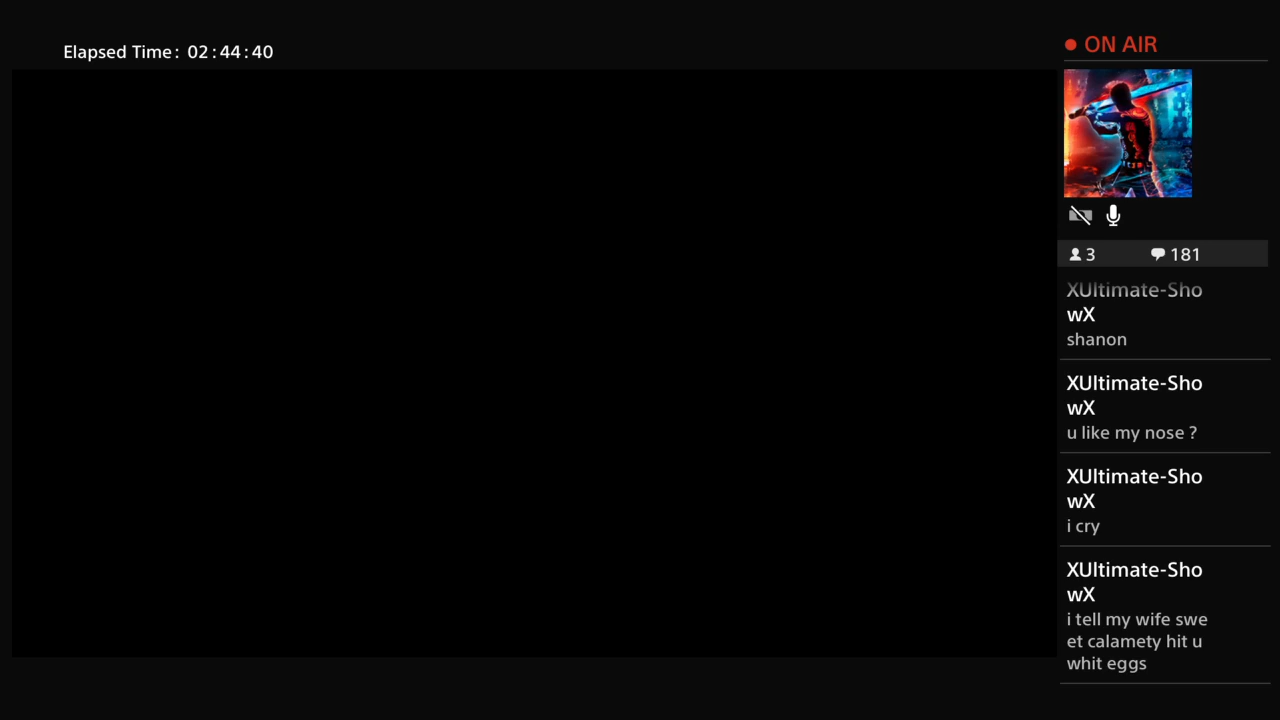 Elapsed Time: 02:44:40
ON AIR
3 181
XUltimate-Sho
wX
shanon
XUltimate-Sho
wX
u like my nose ?
XUltimate-Sho
wX
i cry
XUltimate-Sho
wX
i tell my wife swe
et calamety hit u
whit eggs